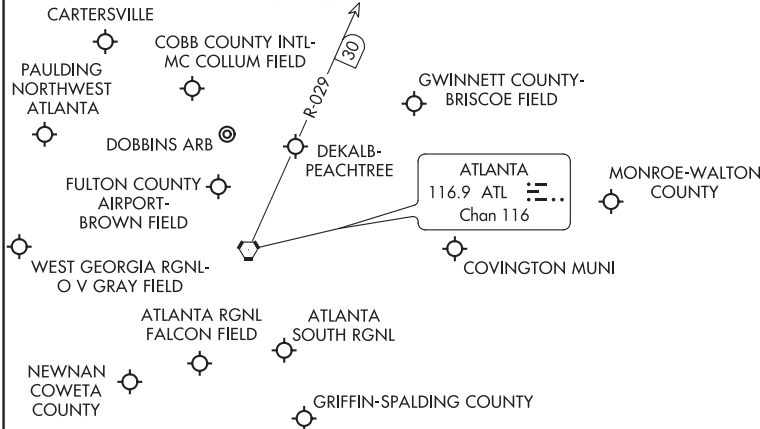 CARTERSVILLE
COBB COUNTY INTL-
MC COLLUM FIELD
30
R-029
PAULDING
NORTHWEST
ATLANTA
GWINNETT COUNTY-
BRISCOE FIELD
DOBBINS ARB
DEKALB-
PEACHTREE
ATLANTA
116.9 ATL
Chan 116
MONROE-WALTON
COUNTY
FULTON COUNTY
AIRPORT-
BROWN FIELD
WEST GEORGIA RGNL-
O V GRAY FIELD
COVINGTON MUNI
ATLANTA RGNL
FALCON FIELD
ATLANTA
SOUTH RGNL
NEWNAN
COWETA
COUNTY
GRIFFIN-SPALDING COUNTY